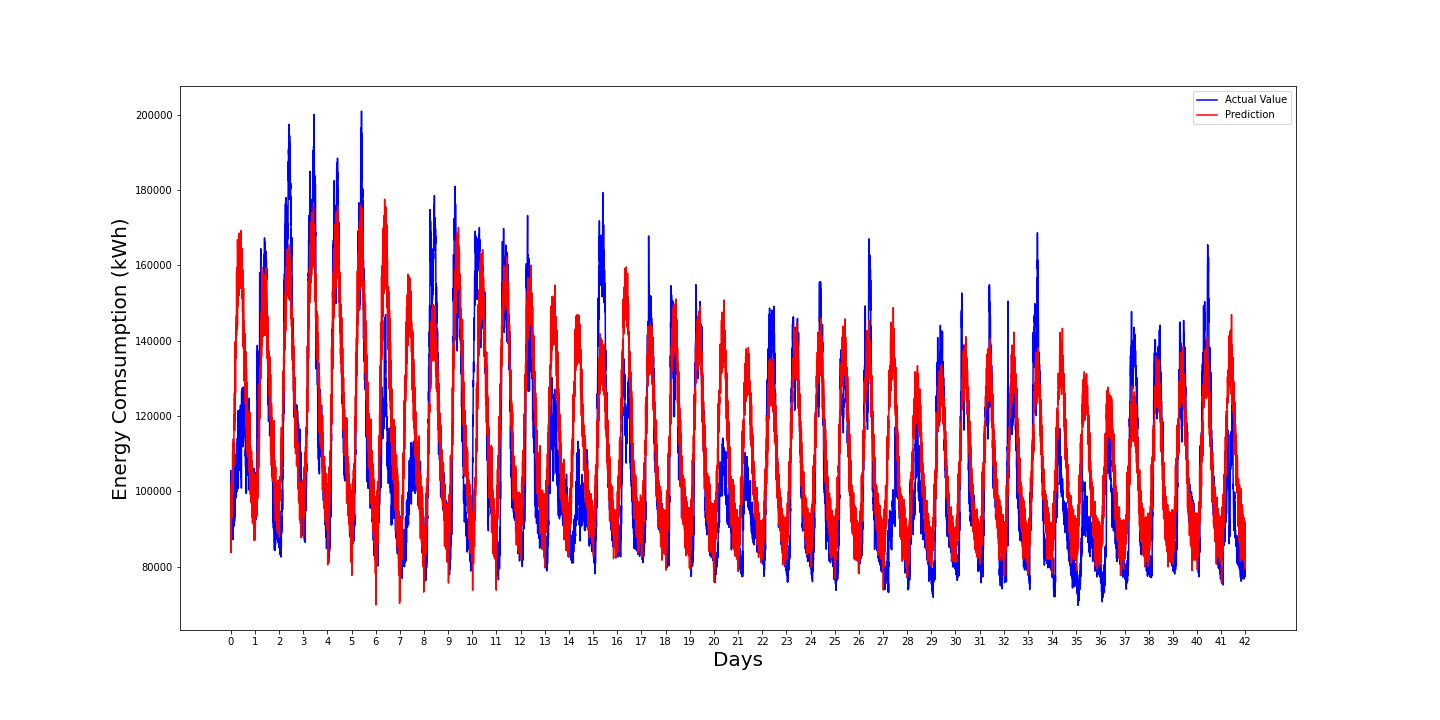 Actual Value
Prediction
Energy Comsumption (kWh)
200000
180000
160000
140000
120000
100000
80000
0 1 2 3 4 5 6 7 8 9 10 11 12 13 14 15 16 17 18 19 20 21 22 23 24 25 26 27 28 29 30 31 32 33 34 35 36 37 38 39 40 41 42
Days